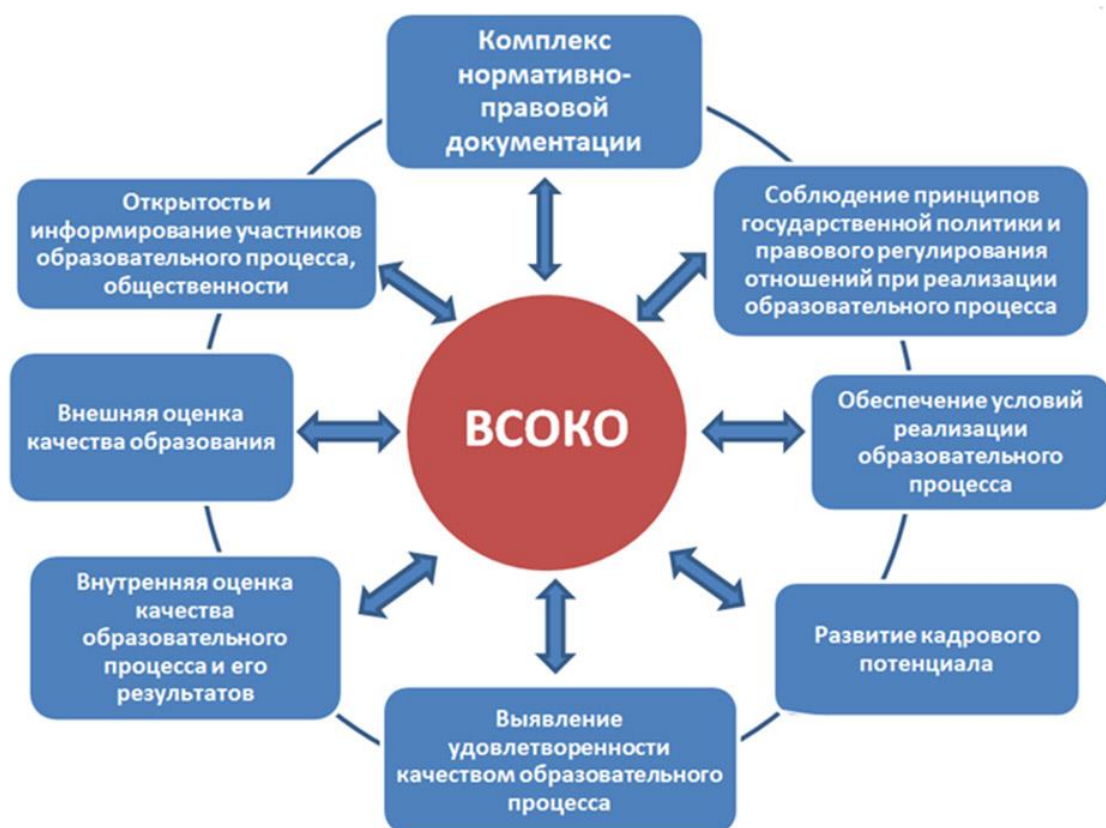 Комплекс
нормативно-
правовой
документации
Соблюдение принципов
государственной политики и
правового регулирования
отношений при реализации
образовательного процесса
Обеспечение условий
реализации
образовательного
процесса
Развитие кадрового
потенциала
Выявление
удовлетворенности
качеством образовательного
процесса
Внутренняя оценка
качества
образовательного
процесса и его
результатов
Внешняя оценка
качества образования
Открытость и
информирование участников
образовательного процесса,
общественности
ВСОКО